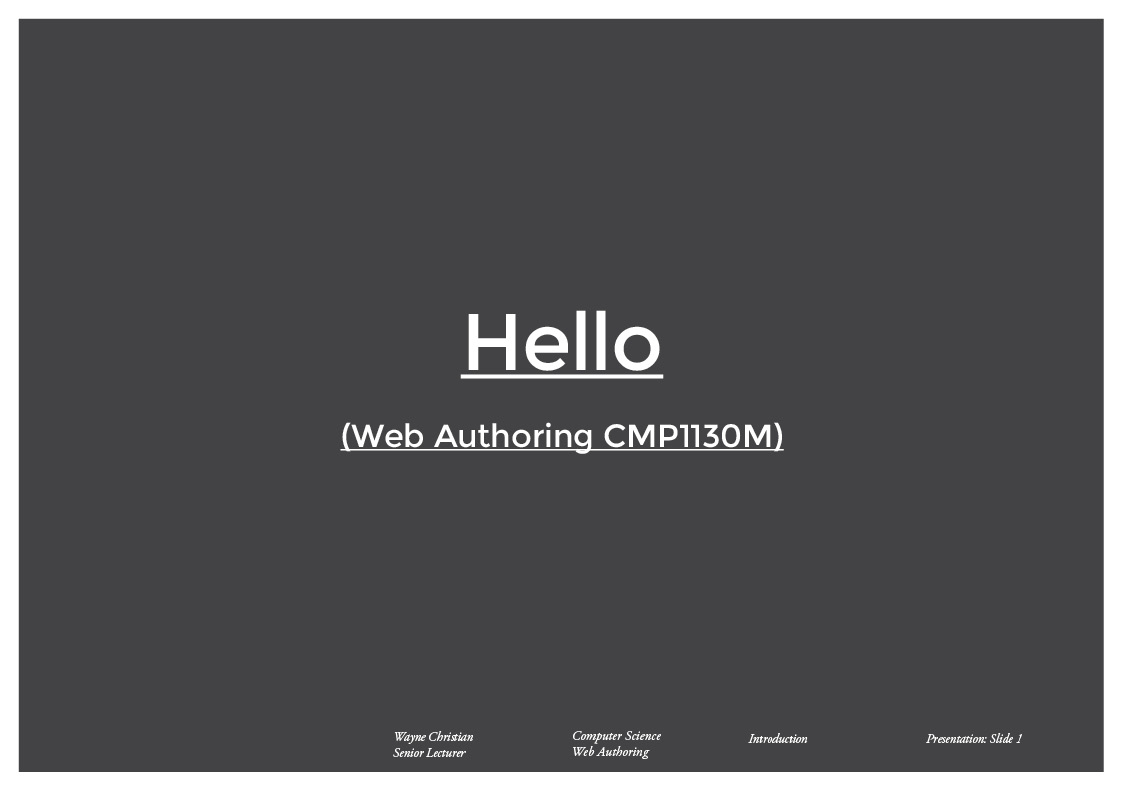 Hello
(Web Authoring CMP1130M)
Wayne Christian
Senior Lecturer
Computer Science
Web Authoring
Introduction
Presentation: Slide 1